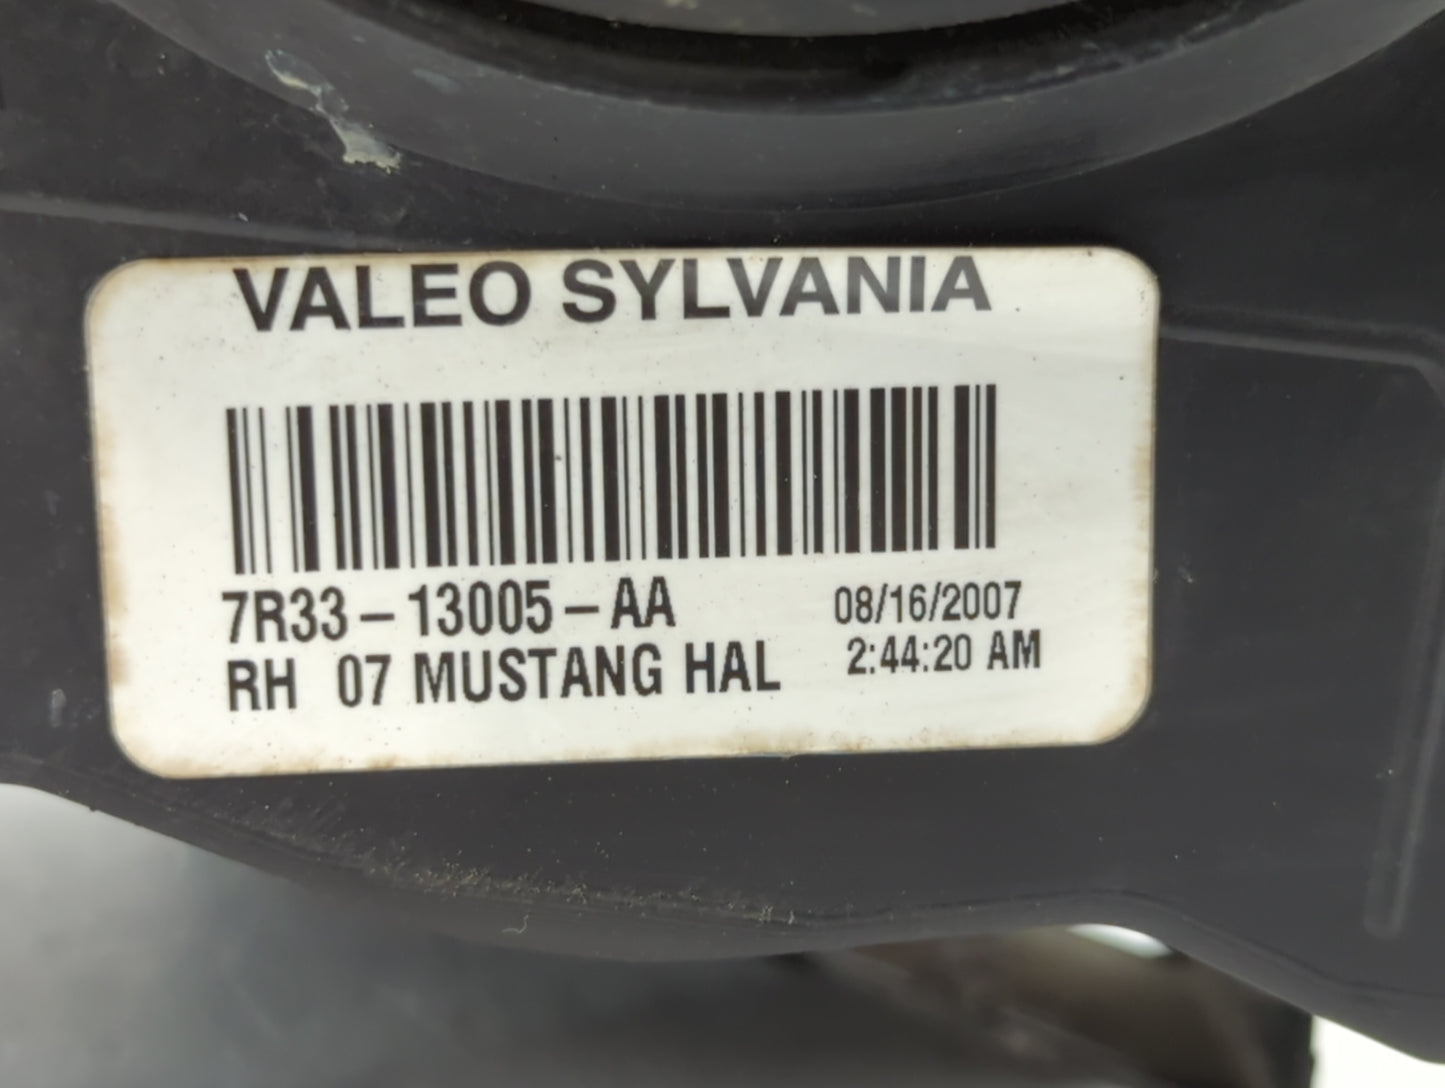 VALEO SYLVANIA
7R33-13005-AA 08/16/2007
RH 07 MUSTANG HAL 2:44:20 AM